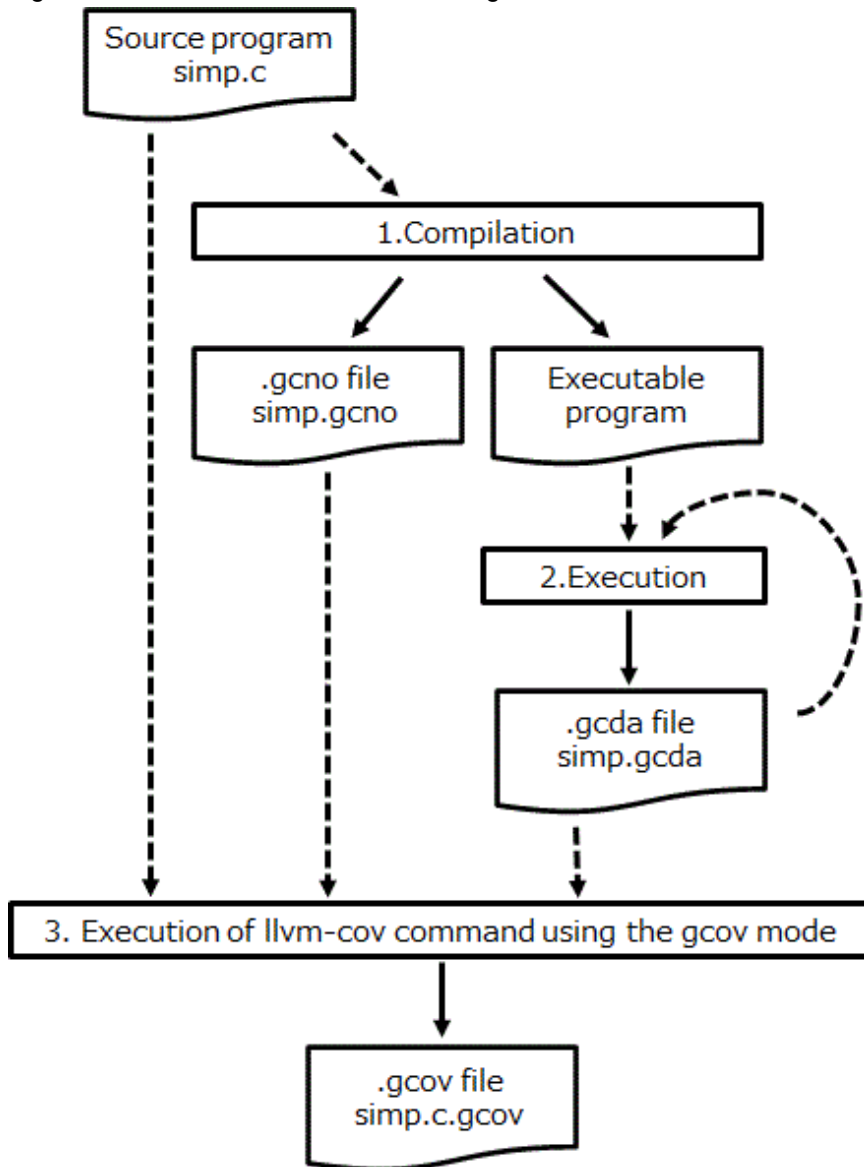 Source program
simp.c
1.Compilation
.gcno file
simp.gcno
Executable
program
2.Execution
.gcda file
simp.gcda
3. Execution of llvm-cov command using the gcov mode
.gcov file
simp.c.gcov